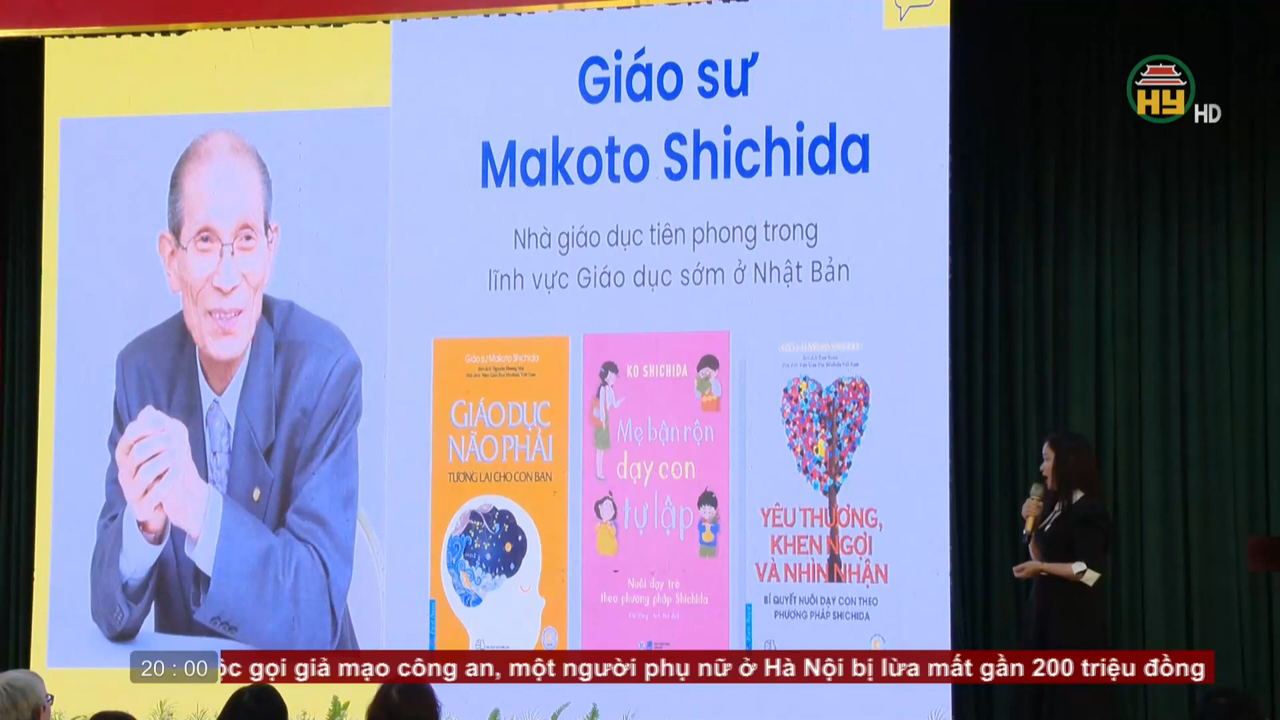 Giáo sư
Makoto Shichida
Nhà giáo dục tiên phong trong
lĩnh vực Giáo dục sớm ở Nhật Bản
Giáo sư Makoto Shichida
GIÁO DỤC
NÃO PHẢI
TƯƠNG LAI CHO CON BẠN
KO SHICHIDA
Mẹ bận rộn
dạy con
tự lập
Nuôi dạy trẻ
theo phương pháp Shichida
YÊU THƯƠNG,
KHEN NGỢI
VÀ NHÌN NHẬN
BÍ QUYẾT NUÔI DẠY CON THEO
PHƯƠNG PHÁP SHICHIDA
HY HD
20 : 00
gọi giả mạo công an, một người phụ nữ ở Hà Nội bị lừa mất gần 200 triệu đồng